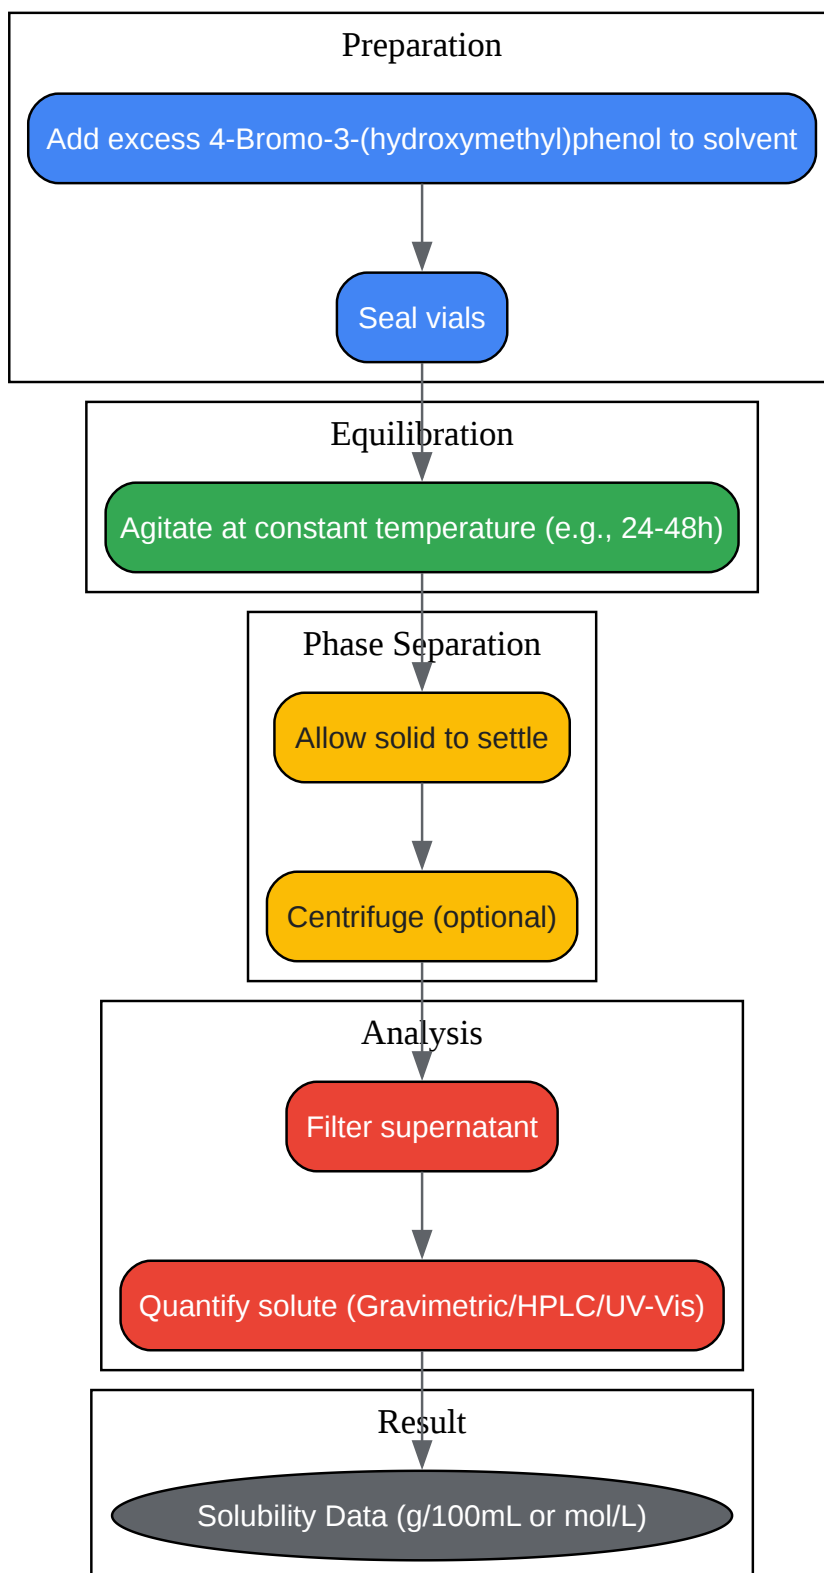 Preparation
Add excess 4-Bromo-3-(hydroxymethyl)phenol to solvent
Seal vials
Equilibration
Agitate at constant temperature (e.g., 24-48h)
Phase Separation
Allow solid to settle
Centrifuge (optional)
Analysis
Filter supernatant
Quantify solute (Gravimetric/HPLC/UV-Vis)
Result
Solubility Data (g/100mL or mol/L)